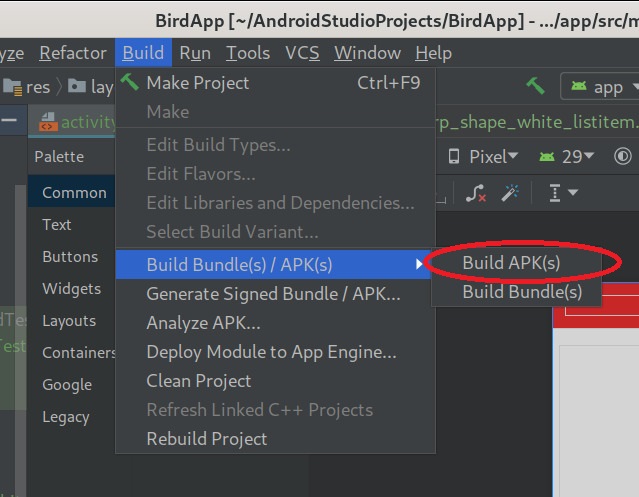 BirdApp [~/AndroidStudioProjects/BirdApp] - .../app/src/m
yze Refactor Build Run Tools VCS Window Help
res lay app
activity rp_shape_white_listitem.
Make Project Ctrl+F9
Make
Palette Pixel 29
Edit Build Types...
Edit Flavors...
Common
Edit Libraries and Dependencies...
Text
Select Build Variant...
Buttons
Build Bundle(s) / APK(s) Build APK(s)
Widgets
Generate Signed Bundle / APK... Build Bundle(s)
Layouts
Analyze APK...
Containers
Deploy Module to App Engine...
Google
Clean Project
Legacy
Refresh Linked C++ Projects
Rebuild Project
dTes
Test